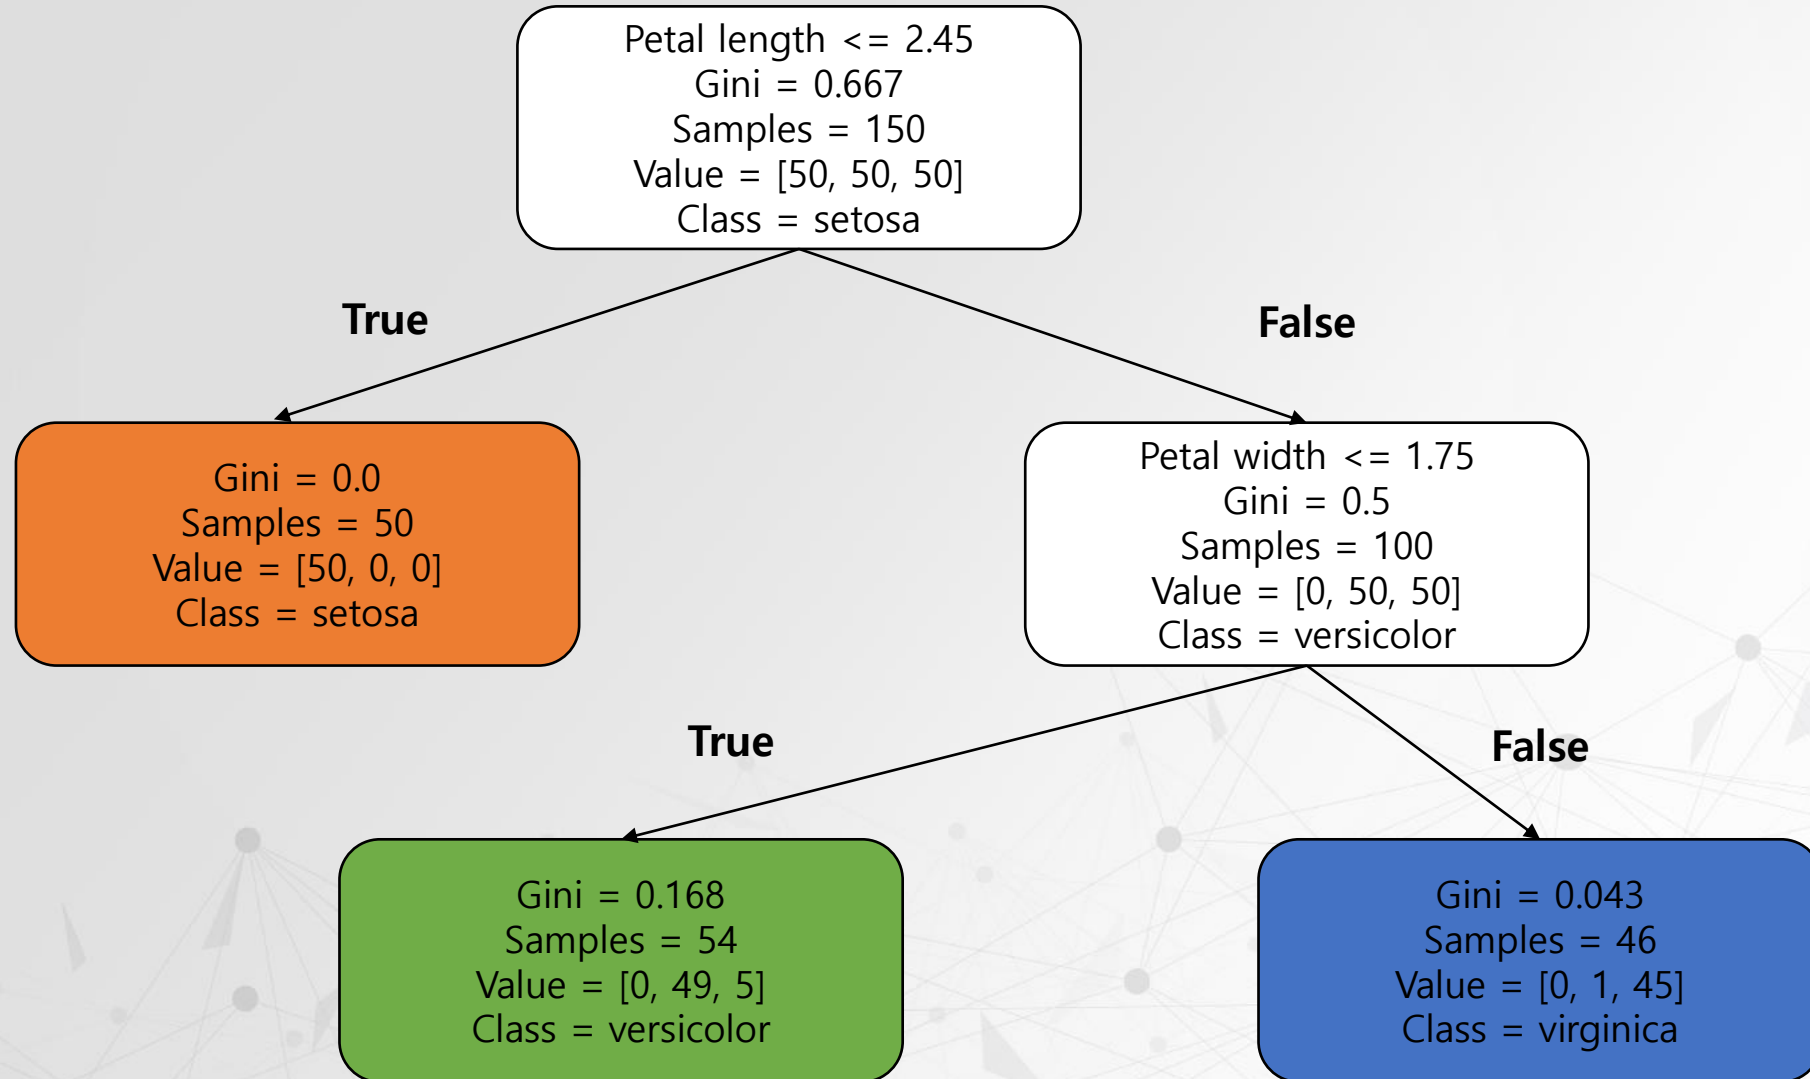 Petal length <= 2.45
Gini = 0.667
Samples = 150
Value = [50, 50, 50]
Class = setosa
True
False
Gini = 0.0
Samples = 50
Value = [50, 0, 0]
Class = setosa
Petal width <= 1.75
Gini = 0.5
Samples = 100
Value = [0, 50, 50]
Class = versicolor
True
False
Gini = 0.168
Samples = 54
Value = [0, 49, 5]
Class = versicolor
Gini = 0.043
Samples = 46
Value = [0, 1, 45]
Class = virginica